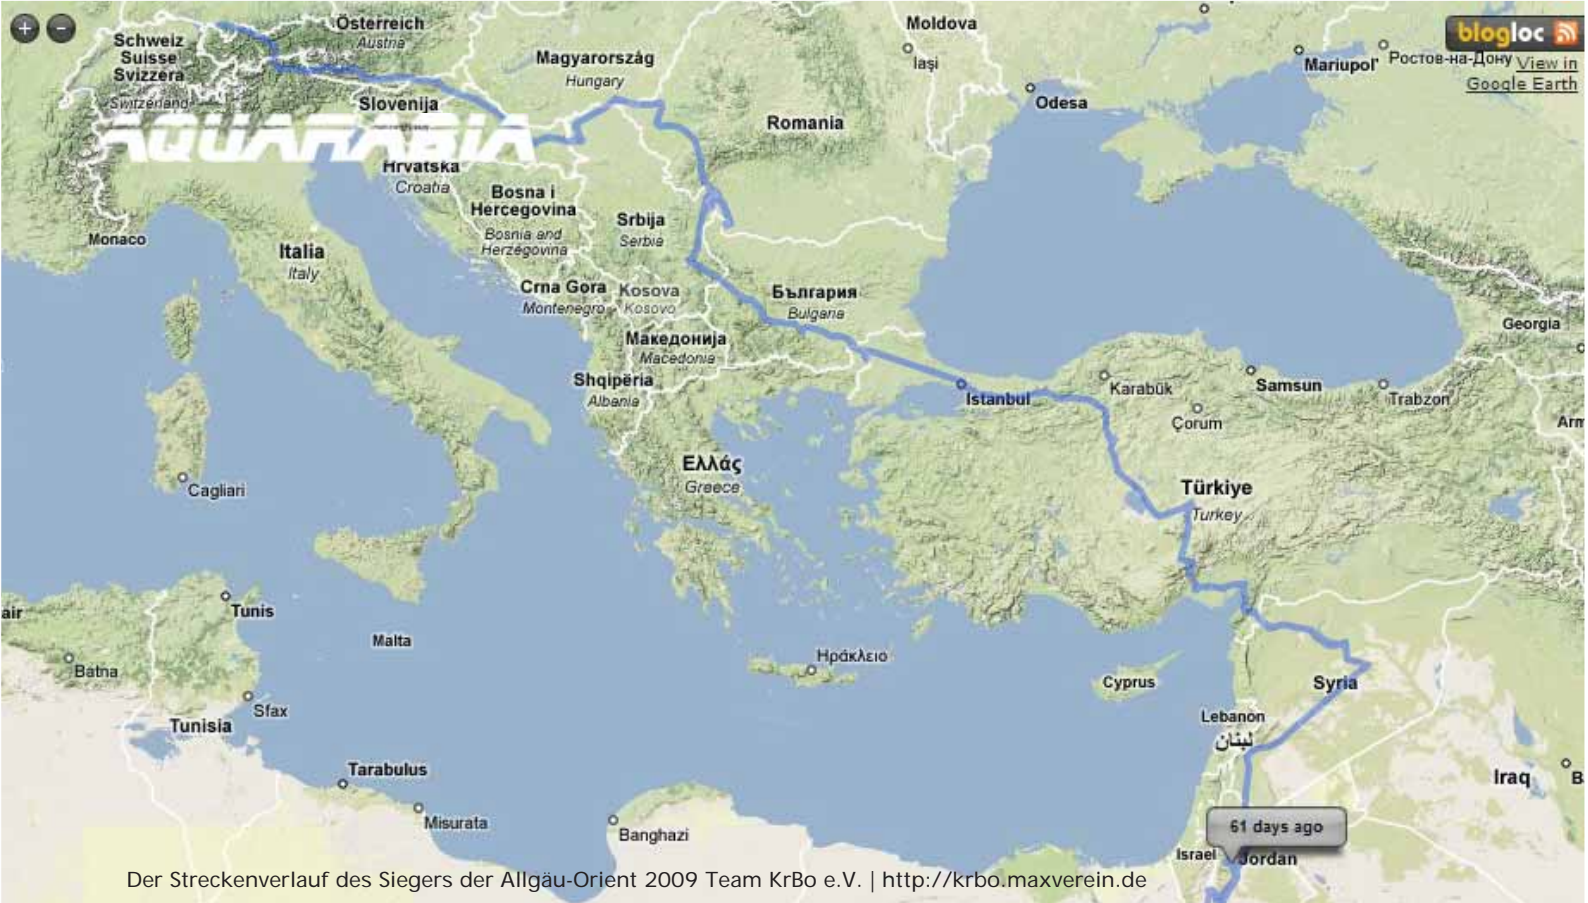 +
-
Schweiz
Suisse
Svizzera
Switzerland
Österreich
Austria
Magyarország
Hungary
Moldova
Iaşi
Odesa
Mariupol'
Ростов-на-Дону
blogloc
View in
Google Earth
Slovenija
Romania
AQUARABIA
Hrvatska
Croatia
Bosna i
Hercegovina
Bosnia and
Herzegovina
Srbija
Serbia
Monaco
Italia
Italy
Crna Gora
Montenegro
Kosova
Kosovo
България
Bulgaria
Македонија
Macedonia
Shqipëria
Albania
Georgia
Istanbul
Karabük
Samsun
Trabzon
Çorum
Arm
Ελλάς
Greece
Türkiye
Turkey
Cagliari
air
Tunis
Batna
Malta
Ηράκλειο
Cyprus
Syria
Sfax
Tunisia
Lebanon
لبنان
Tarabulus
Misurata
Banghazi
Iraq
B
61 days ago
Israel
Jordan
Der Streckenverlauf des Siegers der Allgäu-Orient 2009 Team KrBo e.V. | http://krbo.maxverein.de